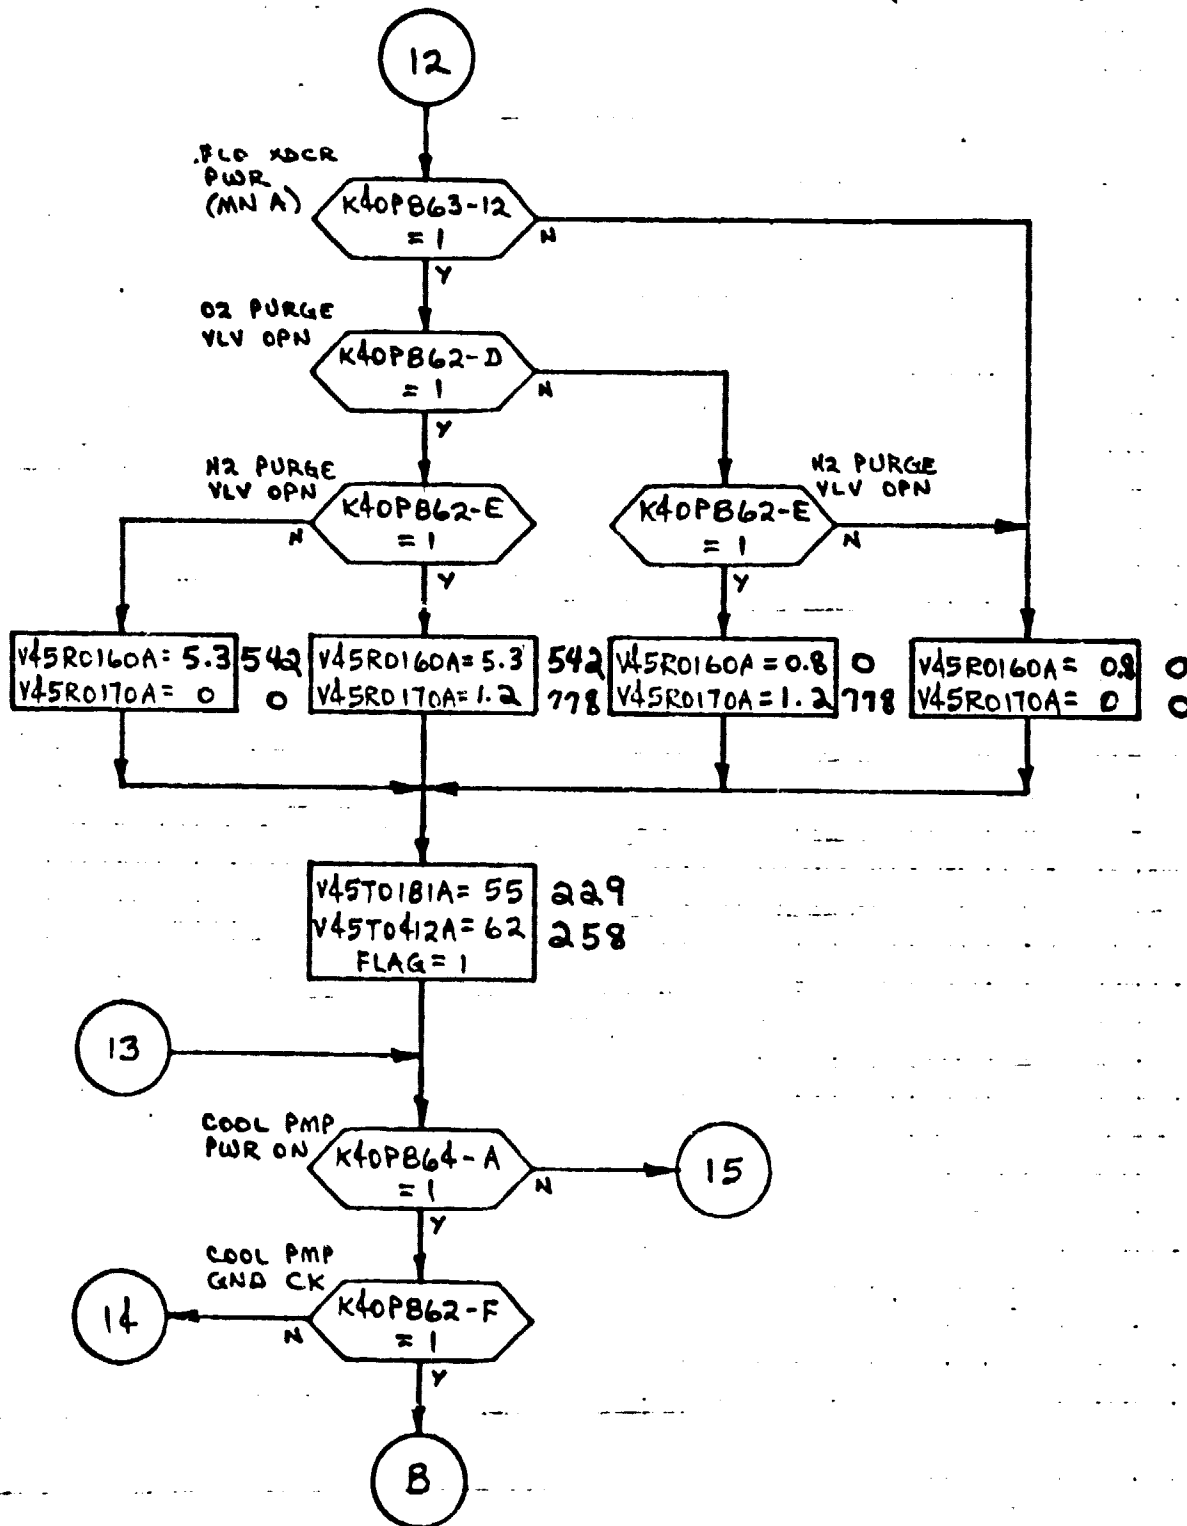 12
FLO XDCR
PWR
(MN A)
K40PB63-12
= 1
N
Y
O2 PURGE
VLV OPN
K40PB62-D
= 1
N
Y
H2 PURGE
VLV OPN
K40PB62-E
= 1
N
Y
H2 PURGE
VLV OPN
K40PB62-E
= 1
N
Y
V45R0160A= 5.3 542
V45R0170A= 0 0
V45R0160A= 5.3 542
V45R0170A= 1.2 778
V45R0160A = 0.8 0
V45R0170A = 1.2 778
V45R0160A= 0.8 0
V45R0170A= 0 0
V45T0181A= 55 229
V45T0412A= 62 258
FLAG = 1
13
COOL PMP
PWR ON
K40PB64-A
= 1
N
Y
15
COOL PMP
GND CK
K40PB62-F
= 1
N
Y
14
B